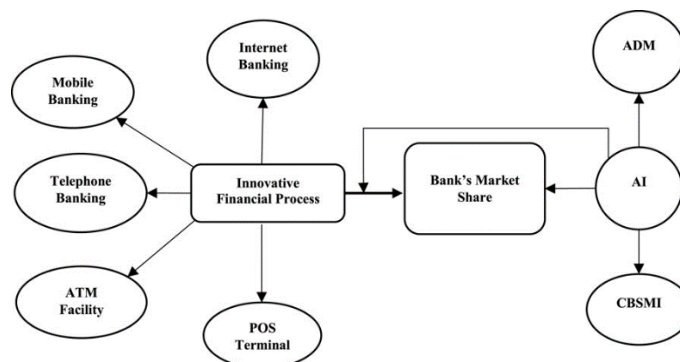 Internet
Banking
ADM
Mobile
Banking
Telephone
Banking
Innovative
Financial Process
Bank's Market
Share
AI
ATM
Facility
POS
Terminal
CBSMI